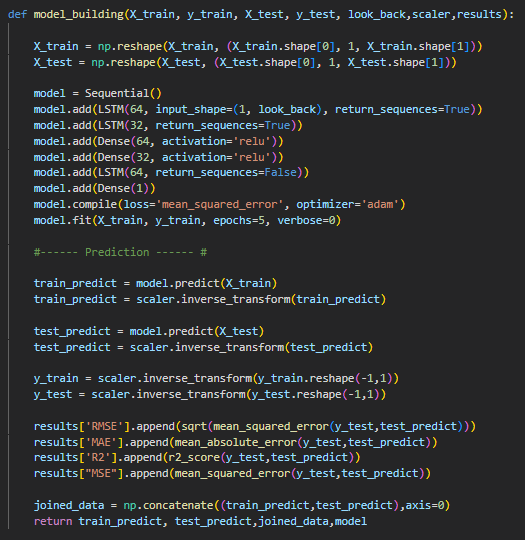 def model_building(X_train, y_train, X_test, y_test, look_back,scaler,results):
X_train = np.reshape(X_train, (X_train.shape[0], 1, X_train.shape[1]))
X_test = np.reshape(X_test, (X_test.shape[0], 1, X_test.shape[1]))
model = Sequential()
model.add(LSTM(64, input_shape=(1, look_back), return_sequences=True))
model.add(LSTM(32, return_sequences=True))
model.add(Dense(64, activation='relu'))
model.add(Dense(32, activation='relu'))
model.add(LSTM(64, return_sequences=False))
model.add(Dense(1))
model.compile(loss='mean_squared_error', optimizer='adam')
model.fit(X_train, y_train, epochs=5, verbose=0)
#------ Prediction ------ #
train_predict = model.predict(X_train)
train_predict = scaler.inverse_transform(train_predict)
test_predict = model.predict(X_test)
test_predict = scaler.inverse_transform(test_predict)
y_train = scaler.inverse_transform(y_train.reshape(-1,1))
y_test = scaler.inverse_transform(y_test.reshape(-1,1))
results['RMSE'].append(sqrt(mean_squared_error(y_test,test_predict)))
results['MAE'].append(mean_absolute_error(y_test,test_predict))
results['R2'].append(r2_score(y_test,test_predict))
results["MSE"].append(mean_squared_error(y_test,test_predict))
joined_data = np.concatenate((train_predict,test_predict),axis=0)
return train_predict, test_predict,joined_data,model